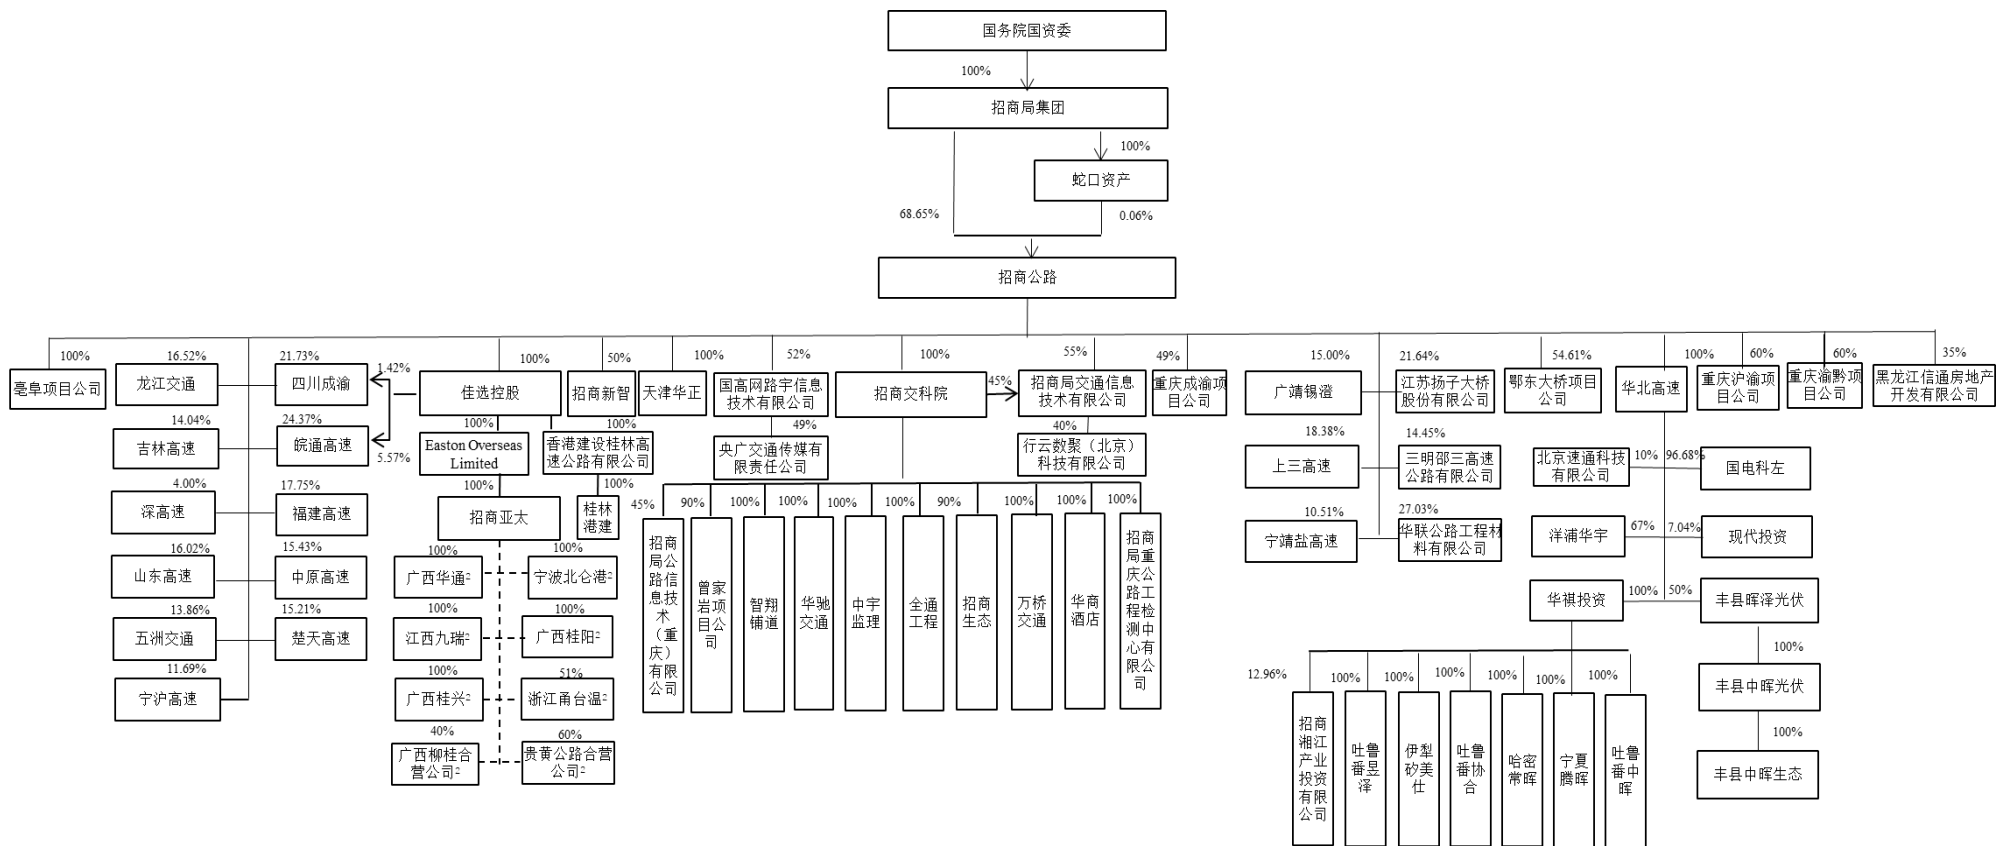 国务院国资委
100%
招商局集团
100%
蛇口资产
68.65%
0.06%
招商公路
100%
16.52%
21.73%
1.42%
100%
50%
100%
52%
100%
55%
49%
15.00%
21.64%
54.61%
100%
60%
60%
35%
亳阜项目公司
龙江交通
四川成渝
佳选控股
招商新智
天津华正
国高网路宇信息
技术有限公司
招商交科院
45%
招商局交通信息
技术有限公司
重庆成渝项
目公司
广靖锡澄
江苏扬子大桥
股份有限公司
鄂东大桥项目
公司
华北高速
重庆沪渝项
目公司
重庆渝黔项
目公司
黑龙江信通房地产
开发有限公司
14.04%
24.37%
100%
100%
49%
40%
18.38%
14.45%
吉林高速
皖通高速
5.57%
Easton Overseas
Limited
香港建设桂林高
速公路有限公司
央广交通传媒有
限责任公司
行云数聚（北京）
科技有限公司
上三高速
三明邵三高速
公路有限公司
北京速通科技
有限公司
10%
96.68%
国电科左
4.00%
17.75%
100%
100%
深高速
福建高速
招商亚太
桂林
港建
10.51%
27.03%
宁靖盐高速
华联公路工程材
料有限公司
洋浦华宇
67%
7.04%
现代投资
45%
90%
100%
100%
100%
100%
90%
100%
100%
100%
招商
局公
路信
息技
术
（重
庆）
有限
公司
曾家
岩项
目公
司
智翔
铺道
华驰
交通
中宇
监理
全通
工程
招商
生态
万桥
交通
华商
酒店
招商
局重
庆公
路工
程检
测中
心有
限公
司
16.02%
15.43%
100%
100%
山东高速
中原高速
广西华通²
宁波北仑港²
华祺投资
100%
50%
丰县晖泽光伏
13.86%
15.21%
100%
100%
五洲交通
楚天高速
江西九瑞²
广西桂阳²
11.69%
100%
51%
宁沪高速
广西桂兴²
浙江甬台温²
100%
丰县中晖光伏
40%
60%
广西柳桂合
营公司²
贵黄公路合营
公司²
100%
丰县中晖生态
12.96%
100%
100%
100%
100%
100%
100%
招商
湘江
产业
投资
有限
公司
吐鲁
番昱
泽
伊犁
矽美
仕
吐鲁
番协
合
哈密
常晖
宁夏
腾晖
吐鲁
番中
晖